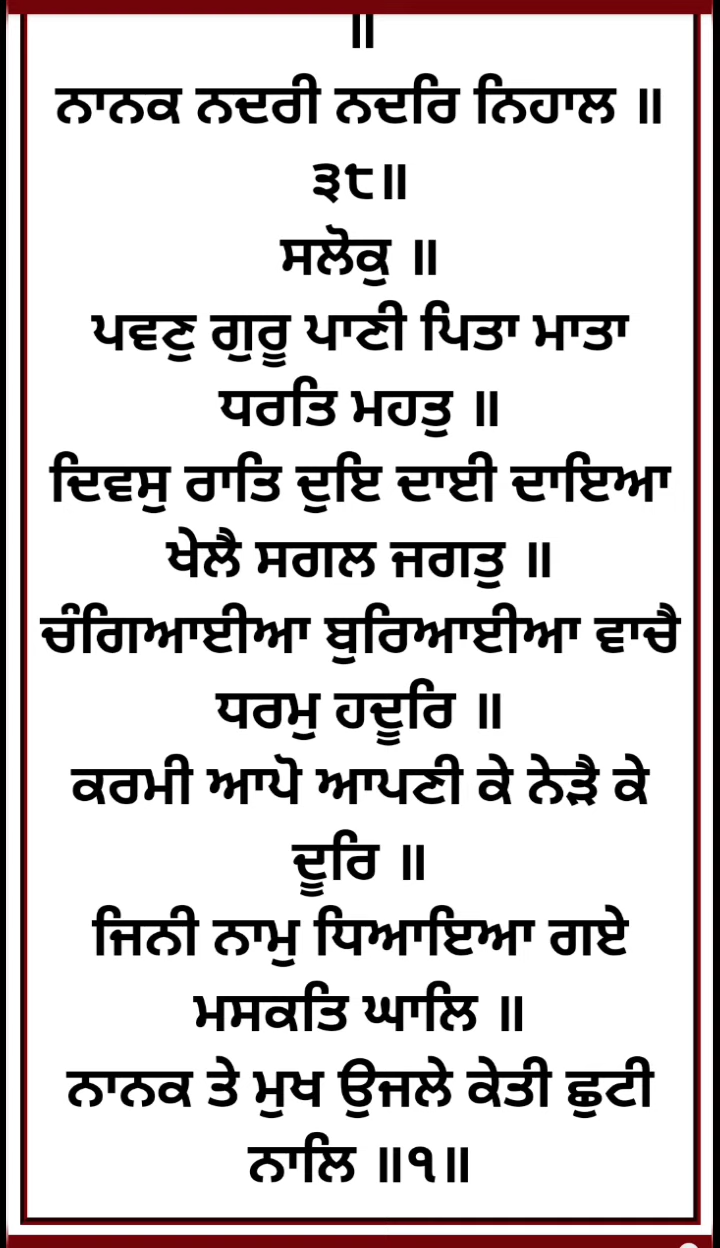 ॥
ਨਾਨਕ ਨਦਰੀ ਨਦਰਿ ਨਿਹਾਲ ॥
੩੮॥
ਸਲੋਕੁ ॥
ਪਵਣੁ ਗੁਰੂ ਪਾਣੀ ਪਿਤਾ ਮਾਤਾ
ਧਰਤਿ ਮਹਤੁ ॥
ਦਿਵਸੁ ਰਾਤਿ ਦੁਇ ਦਾਈ ਦਾਇਆ
ਖੇਲੈ ਸਗਲ ਜਗਤੁ ॥
ਚੰਗਿਆਈਆ ਬੁਰਿਆਈਆ ਵਾਚੈ
ਧਰਮੁ ਹਦੂਰਿ ॥
ਕਰਮੀ ਆਪੋ ਆਪਣੀ ਕੇ ਨੇੜੈ ਕੇ
ਦੂਰਿ ॥
ਜਿਨੀ ਨਾਮੁ ਧਿਆਇਆ ਗਏ
ਮਸਕਤਿ ਘਾਲਿ ॥
ਨਾਨਕ ਤੇ ਮੁਖ ਉਜਲੇ ਕੇਤੀ ਛੁਟੀ
ਨਾਲਿ ॥੧॥